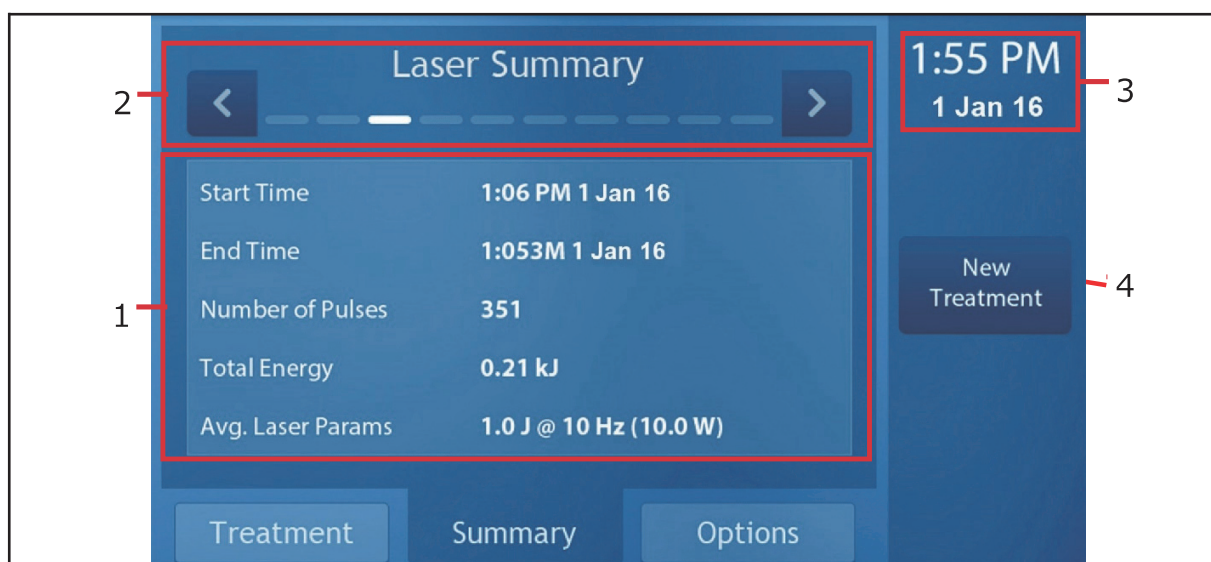 Laser Summary
1:55 PM
1 Jan 16
2
3
Start Time 1:06 PM 1 Jan 16
End Time 1:053M 1 Jan 16
New
Treatment
4
1
Number of Pulses 351
Total Energy 0.21 kJ
Avg. Laser Params 1.0 J @ 10 Hz (10.0 W)
Treatment Summary Options